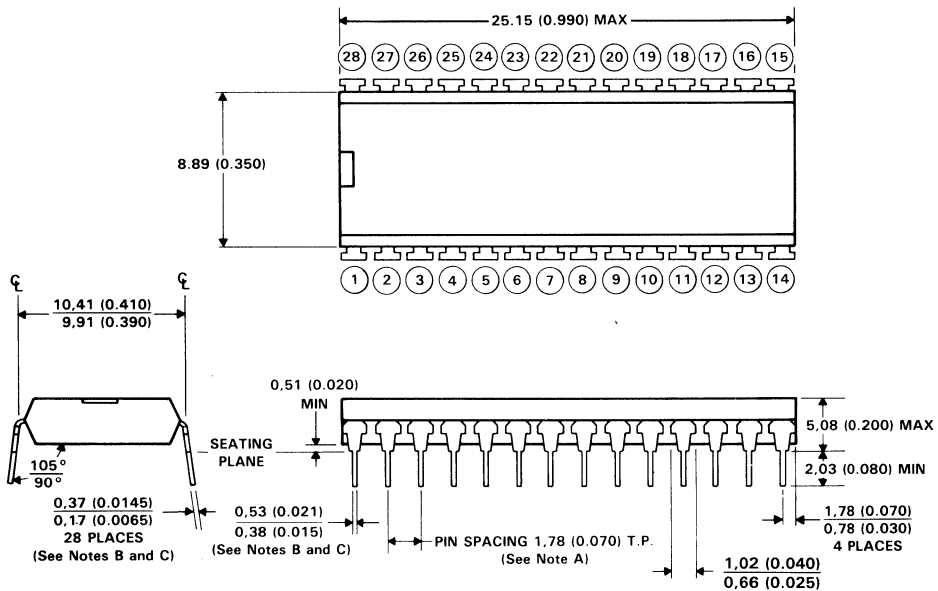 25.15 (0.990) MAX
28 27 26 25 24 23 22 21 20 19 18 17 16 15
8.89 (0.350)
1 2 3 4 5 6 7 8 9 10 11 12 13 14
℄ ℄
10,41 (0.410)
9,91 (0.390)
0,51 (0.020)
MIN
5,08 (0.200) MAX
SEATING
PLANE
2,03 (0.080) MIN
105°
90°
0,37 (0.0145)
0,17 (0.0065)
28 PLACES
(See Notes B and C)
0,53 (0.021)
0,38 (0.015)
(See Notes B and C)
PIN SPACING 1,78 (0.070) T.P.
(See Note A)
1,02 (0.040)
0,66 (0.025)
1,78 (0.070)
0,78 (0.030)
4 PLACES